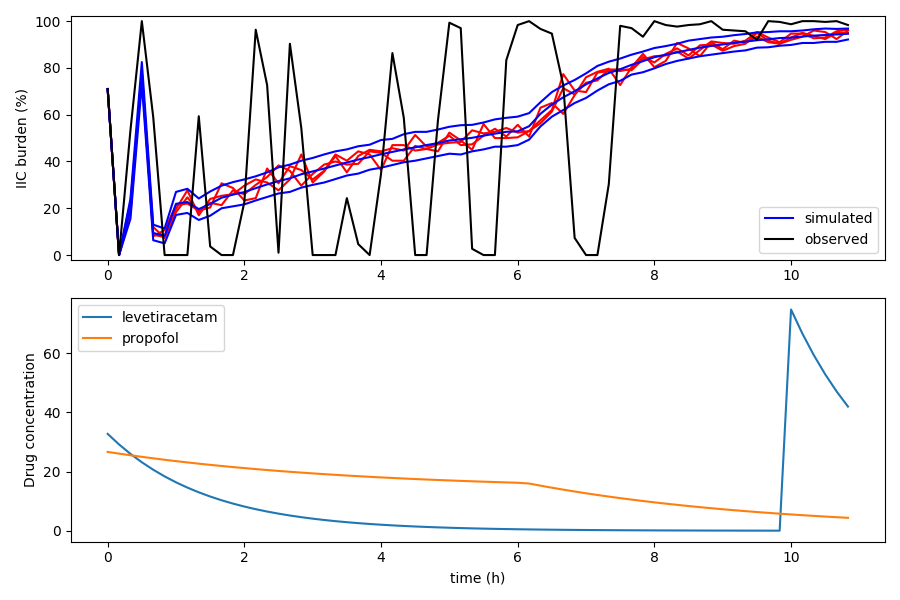 IIC burden (%)
100
80
60
40
20
0
simulated
observed
0 2 4 6 8 10
Drug concentration
60
40
20
0
levetiracetam
propofol
0 2 4 6 8 10
time (h)